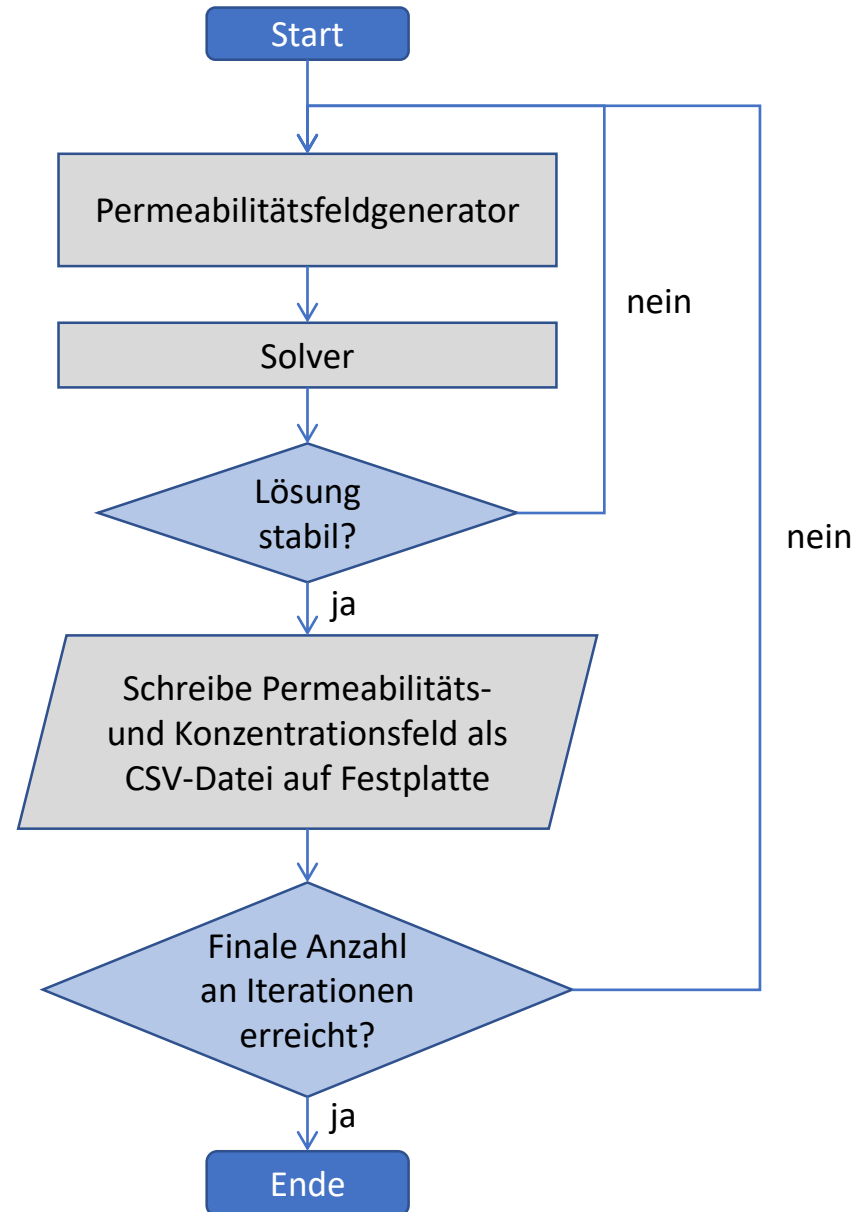 Start
Permeabilitätsfeldgenerator
nein
Solver
Lösung
stabil?
nein
ja
Schreibe Permeabilitäts-
und Konzentrationsfeld als
CSV-Datei auf Festplatte
Finale Anzahl
an Iterationen
erreicht?
ja
Ende